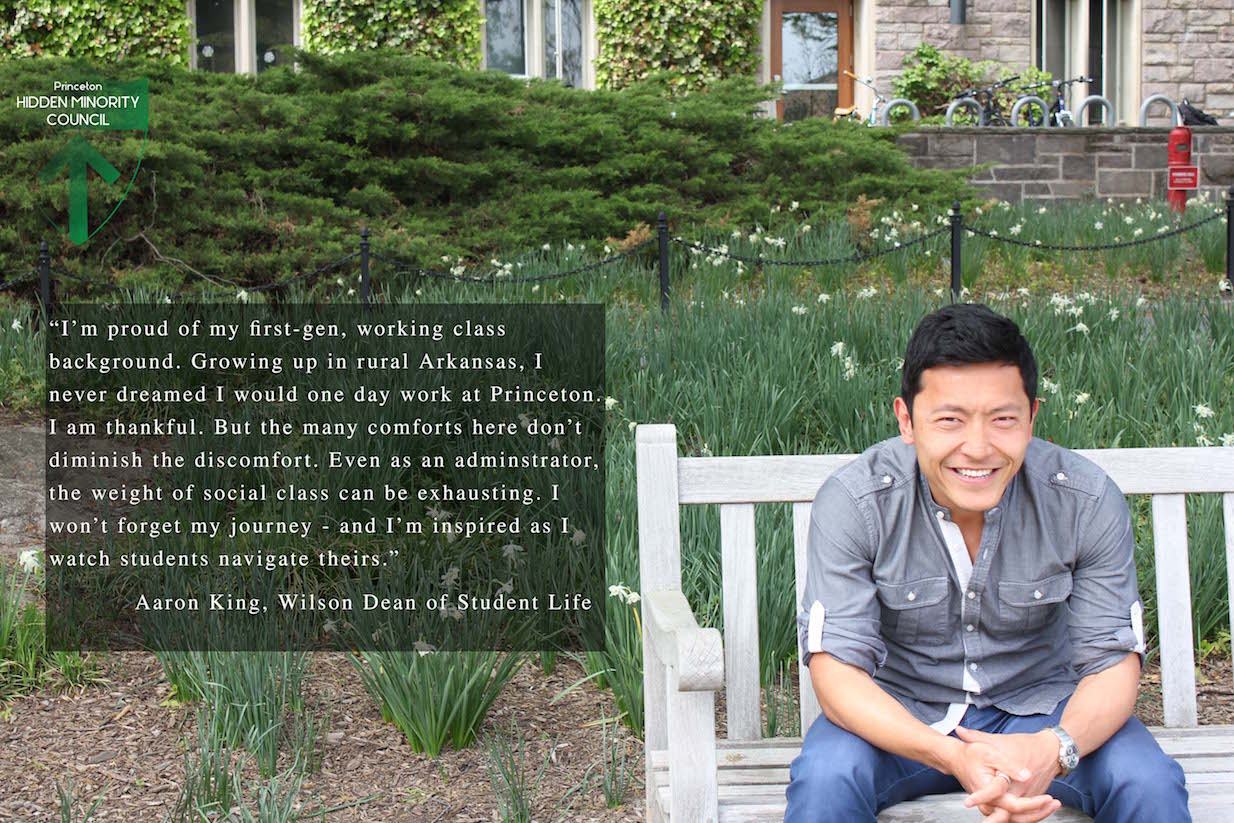 Princeton
HIDDEN MINORITY
COUNCIL
“I’m proud of my first-gen, working class
background. Growing up in rural Arkansas, I
never dreamed I would one day work at Princeton.
I am thankful. But the many comforts here don’t
diminish the discomfort. Even as an adminstrator,
the weight of social class can be exhausting. I
won’t forget my journey - and I’m inspired as I
watch students navigate theirs.”
Aaron King, Wilson Dean of Student Life